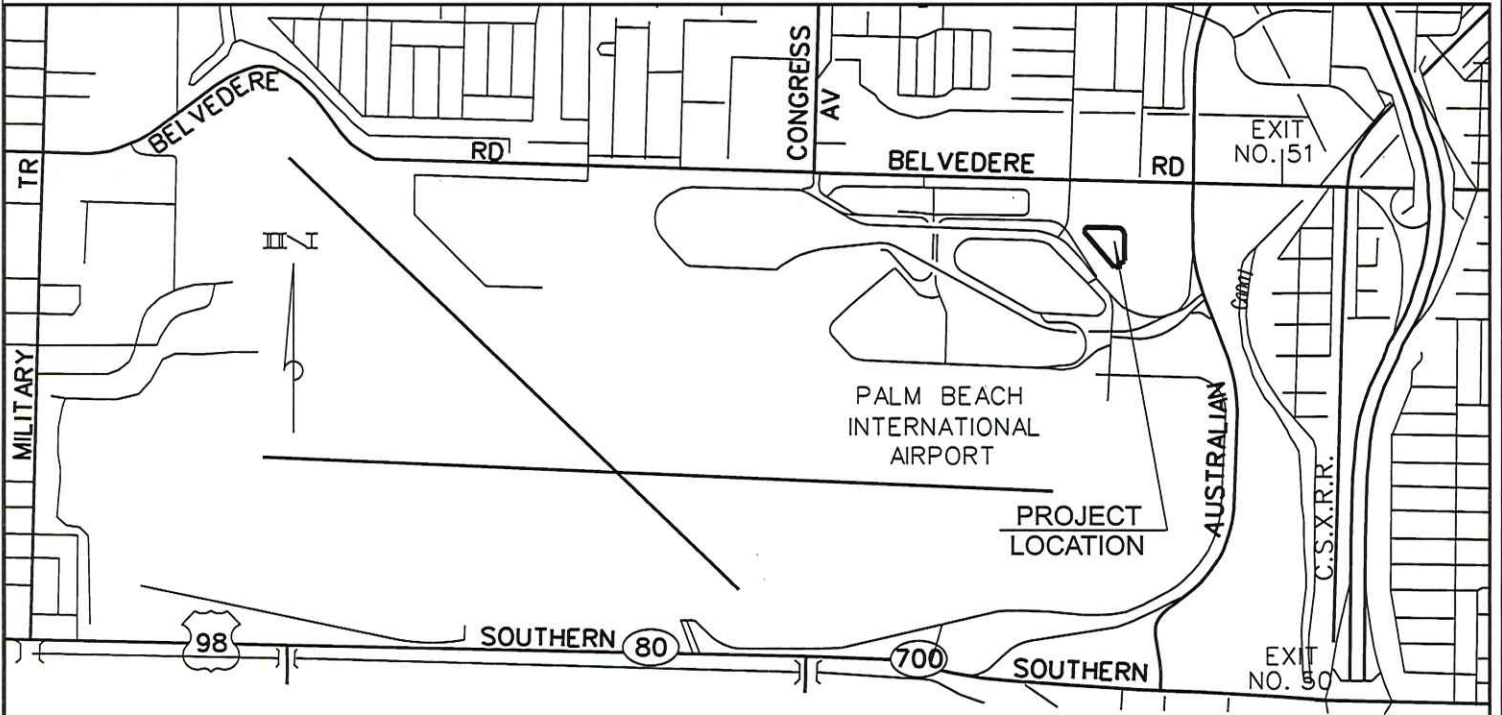 CONGRESS
AV
BELVEDERE
RD
BELVEDERE
RD
EXIT
NO. 51
TR
MILITARY
N
Canal
PALM BEACH
INTERNATIONAL
AIRPORT
AUSTRALIAN
C.S.X.R.R.
PROJECT
LOCATION
98
SOUTHERN
80
700
SOUTHERN
EXIT
NO. 50